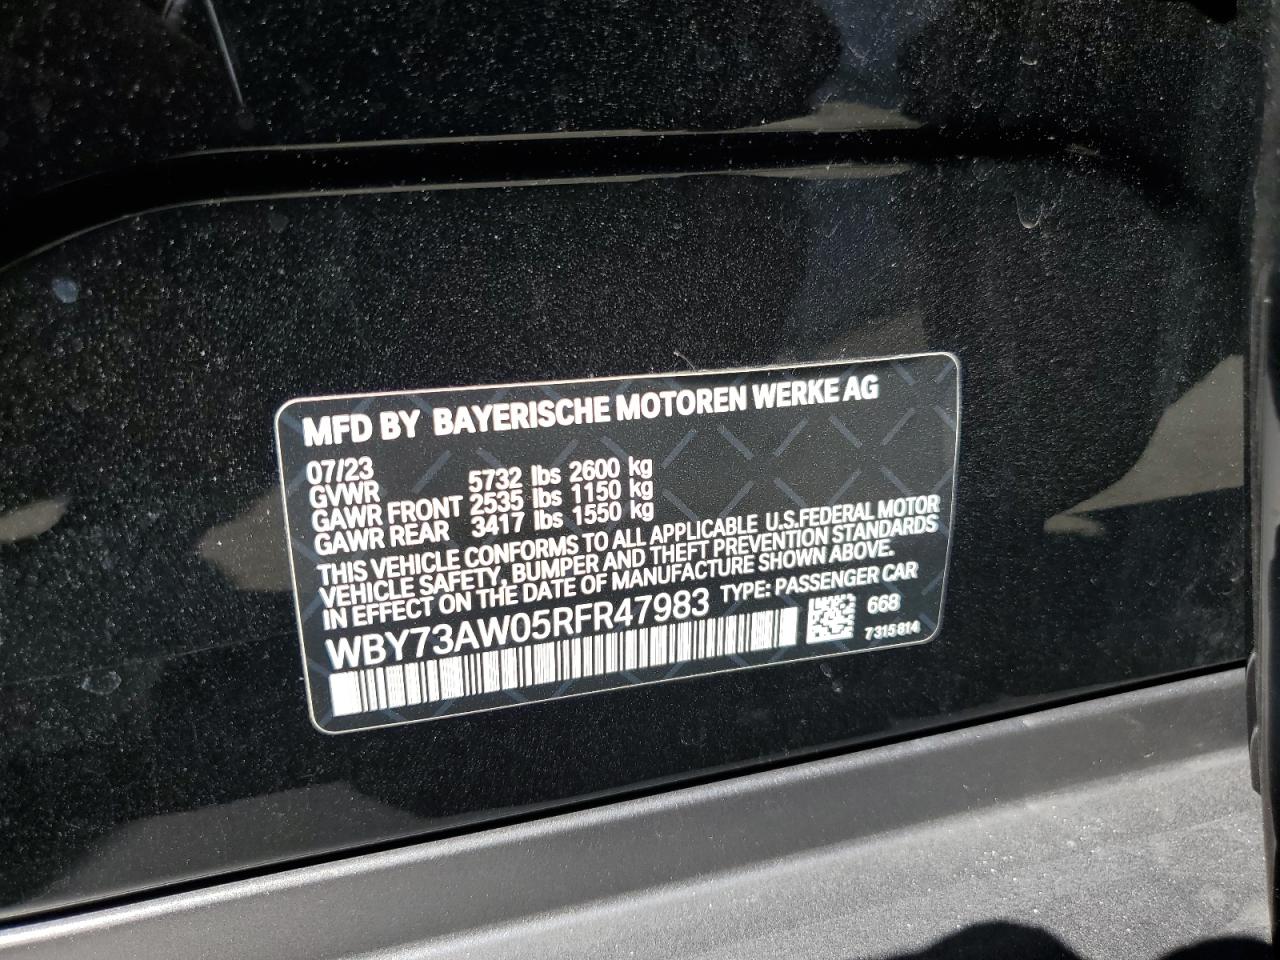 MFD BY BAYERISCHE MOTOREN WERKE AG
07/23
GVWR 5732 lbs 2600 kg
GAWR FRONT 2535 lbs 1150 kg
GAWR REAR 3417 lbs 1550 kg
THIS VEHICLE CONFORMS TO ALL APPLICABLE U.S.FEDERAL MOTOR
VEHICLE SAFETY, BUMPER AND THEFT PREVENTION STANDARDS
IN EFFECT ON THE DATE OF MANUFACTURE SHOWN ABOVE.
WBY73AW05RFR47983 TYPE: PASSENGER CAR
668
7315814